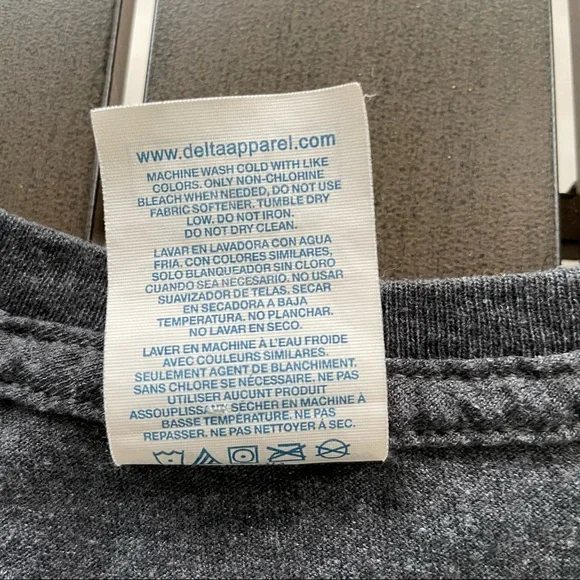 www.deltaapparel.com
MACHINE WASH COLD WITH LIKE
COLORS. ONLY NON-CHLORINE
BLEACH WHEN NEEDED, DO NOT USE
FABRIC SOFTENER. TUMBLE DRY
LOW. DO NOT IRON.
DO NOT DRY CLEAN.
LAVAR EN LAVADORA CON AGUA
FRIA. CON COLORES SIMILARES,
SOLO BLANQUEADOR SIN CLORO
CUANDO SEA NECESARIO. NO USAR
SUAVIZADOR DE TELAS. SECAR
EN SECADORA A BAJA
TEMPERATURA. NO PLANCHAR.
NO LAVAR EN SECO.
LAVER EN MACHINE À L'EAU FROIDE
AVEC COULEURS SIMILARES.
SEULEMENT AGENT DE BLANCHIMENT.
SANS CHLORE SE NÉCESSAIRE. NE PAS
UTILISER AUCUNT PRODUIT
ASSOUPLISSAUX SÉCHER EN MACHINE À
BASSE TEMPÉRATURE. NE PAS
REPASSER. NE PAS NETTOYER Á SEC.